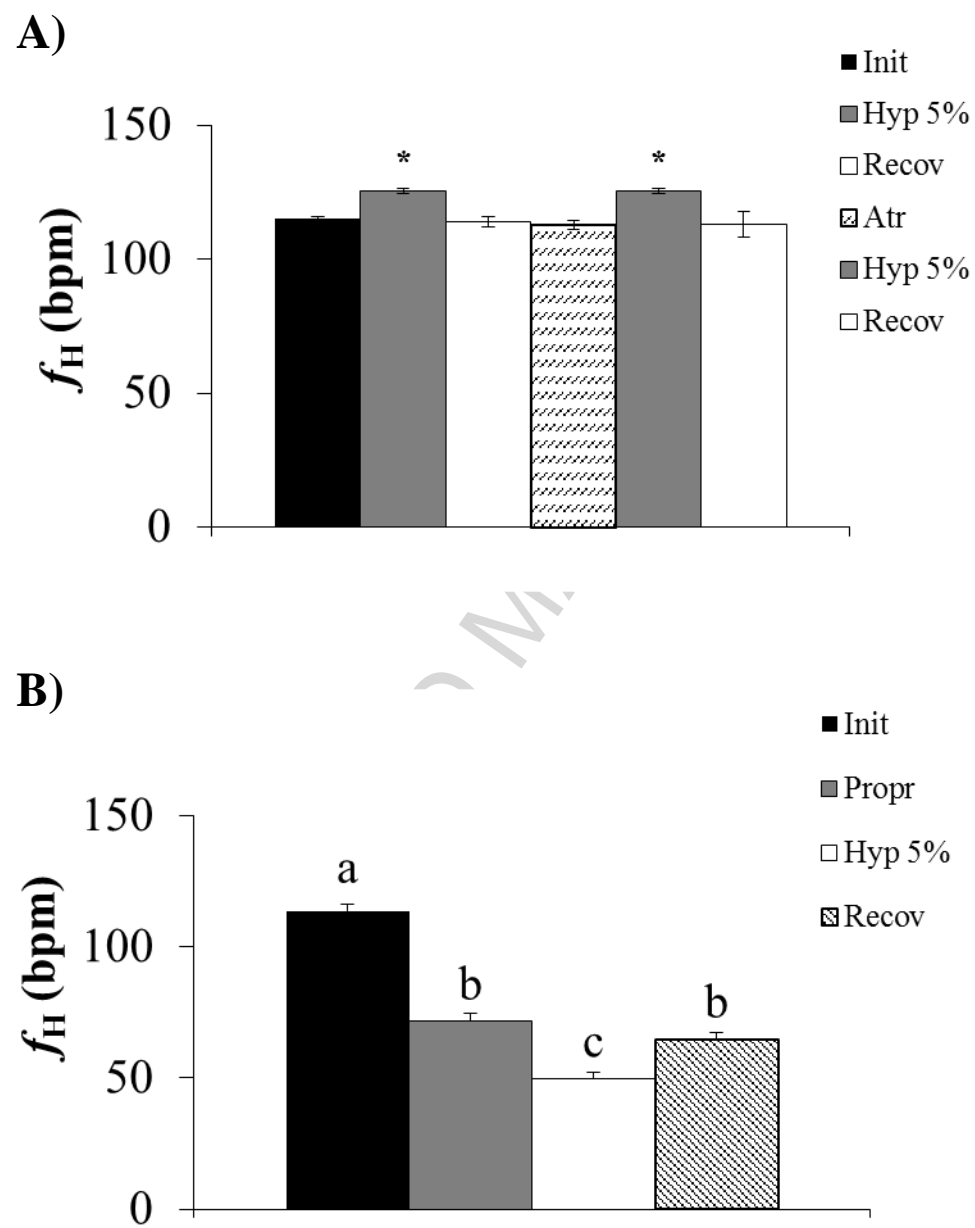 A)
Init
Hyp 5%
Recov
Atr
Hyp 5%
Recov
150
100
50
0
fH (bpm)
*
*
B)
Init
Propr
Hyp 5%
Recov
150
100
50
0
fH (bpm)
a
b
c
b